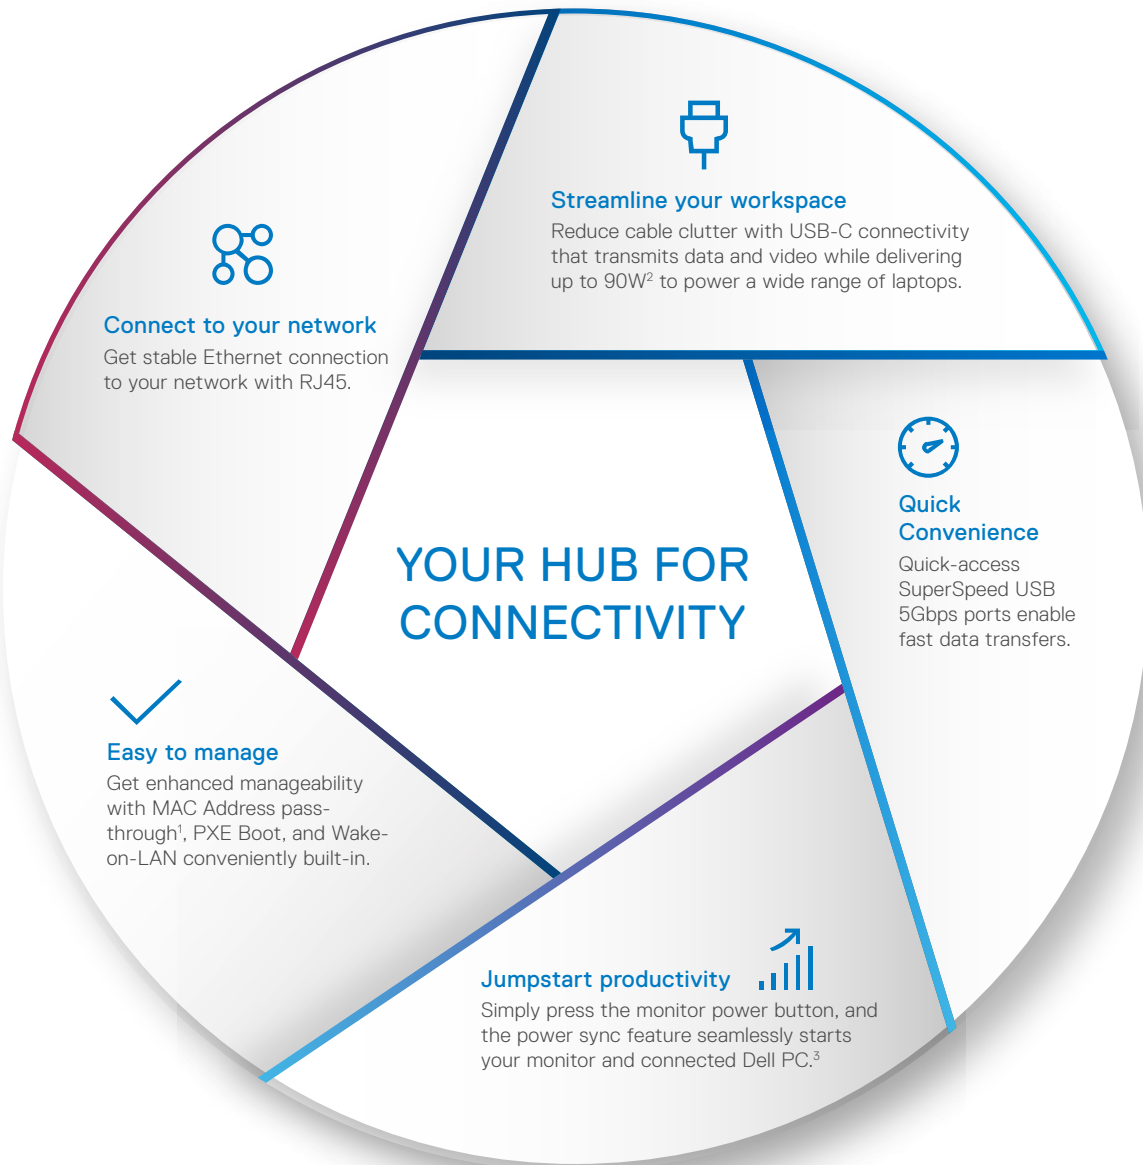 Streamline your workspace
Reduce cable clutter with USB-C connectivity
that transmits data and video while delivering
up to 90W² to power a wide range of laptops.
Connect to your network
Get stable Ethernet connection
to your network with RJ45.
Quick
Convenience
Quick-access
SuperSpeed USB
5Gbps ports enable
fast data transfers.
YOUR HUB FOR
CONNECTIVITY
Easy to manage
Get enhanced manageability
with MAC Address pass-
through¹, PXE Boot, and Wake-
on-LAN conveniently built-in.
Jumpstart productivity
Simply press the monitor power button, and
the power sync feature seamlessly starts
your monitor and connected Dell PC.³